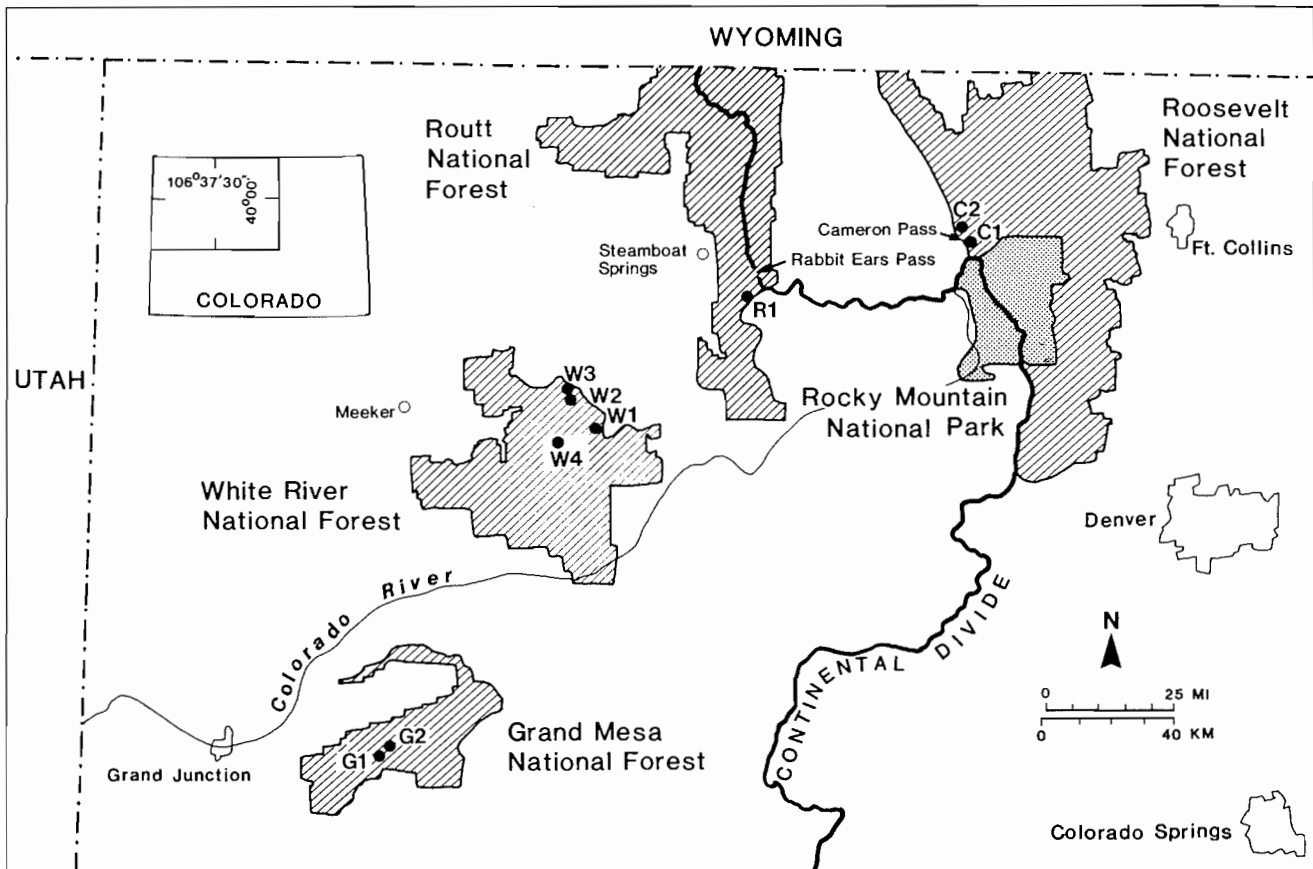 WYOMING
Routt
National
Forest
Roosevelt
National
Forest
106°37'30"
40°00'
COLORADO
C2
Cameron Pass
C1
Ft. Collins
Steamboat
Springs
Rabbit Ears Pass
R1
UTAH
W3
W2
Meeker
W1
W4
Rocky Mountain
National Park
White River
National Forest
Denver
Colorado River
CONTINENTAL DIVIDE
N
0 25 MI
0 40 KM
G2
G1
Grand Mesa
National Forest
Grand Junction
Colorado Springs